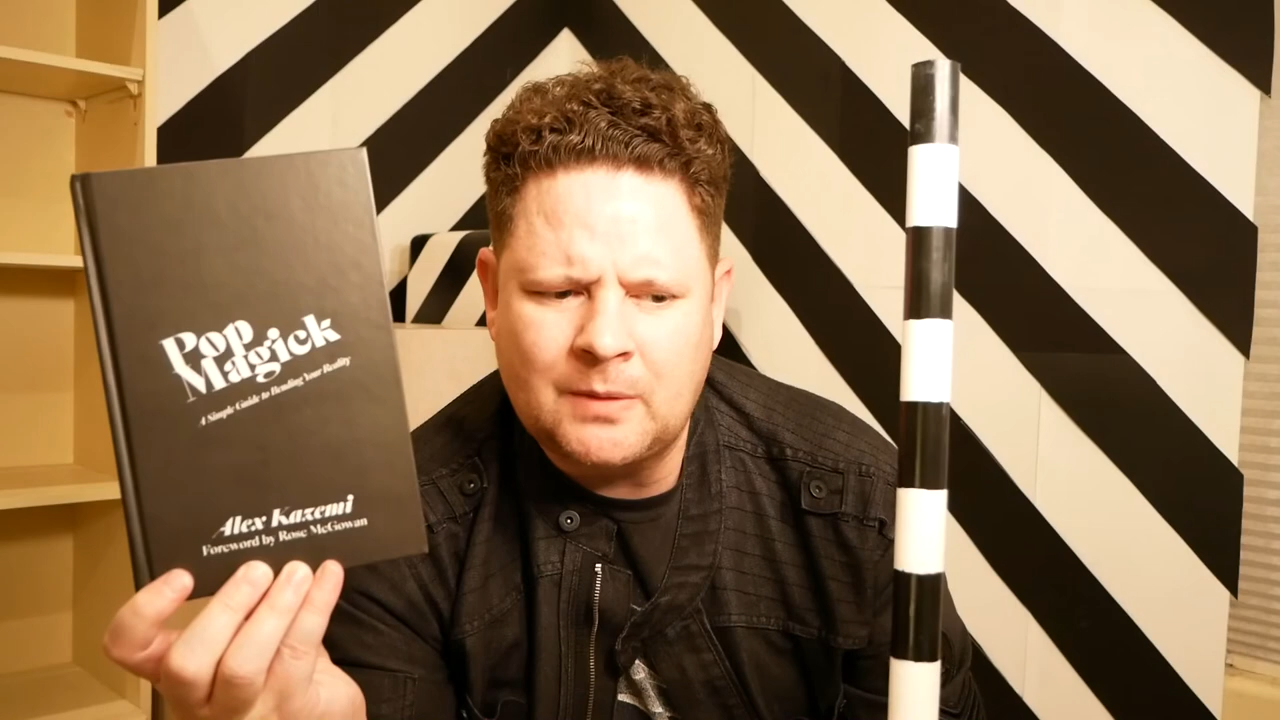 Pop
Magick
A Simple Guide to Bending Your Reality
Alex Kazemi
Foreword by Rose McGowan